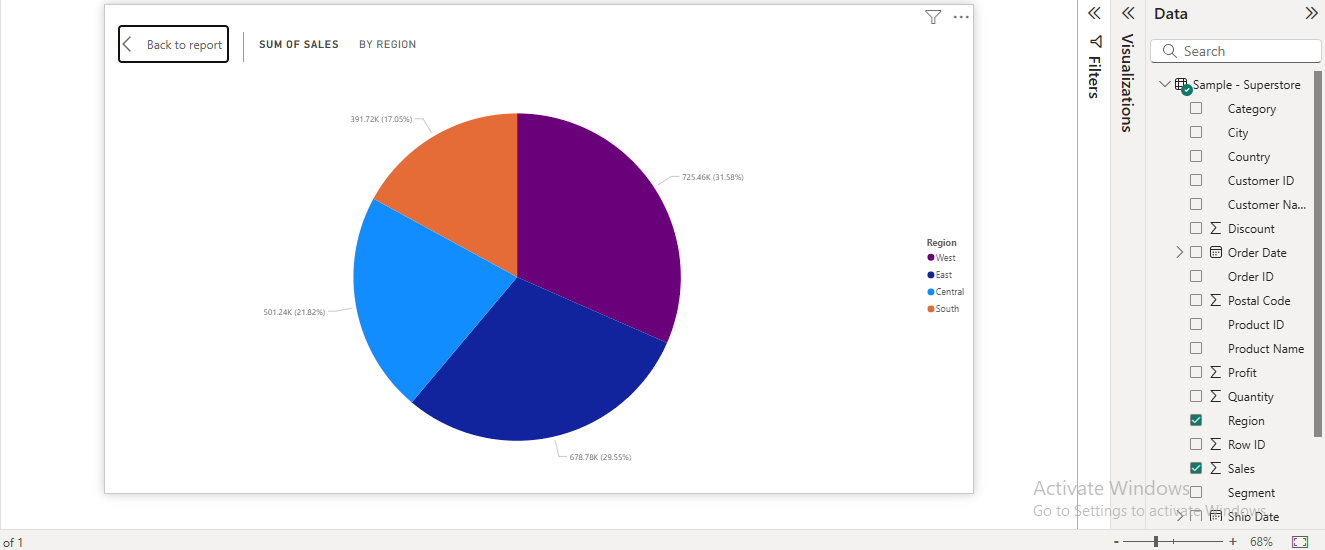 Back to report
SUM OF SALES BY REGION
391.72K (17.05%)
725.46K (31.58%)
501.24K (21.82%)
678.78K (29.55%)
Region
West
East
Central
South
Filters
Visualizations
Data
Search
Sample - Superstore
Category
City
Country
Customer ID
Customer Na...
Discount
Order Date
Order ID
Postal Code
Product ID
Product Name
Profit
Quantity
Region
Row ID
Sales
Segment
Ship Date
Activate Windows
Go to Settings to activate Windows.
of 1
- + 68%